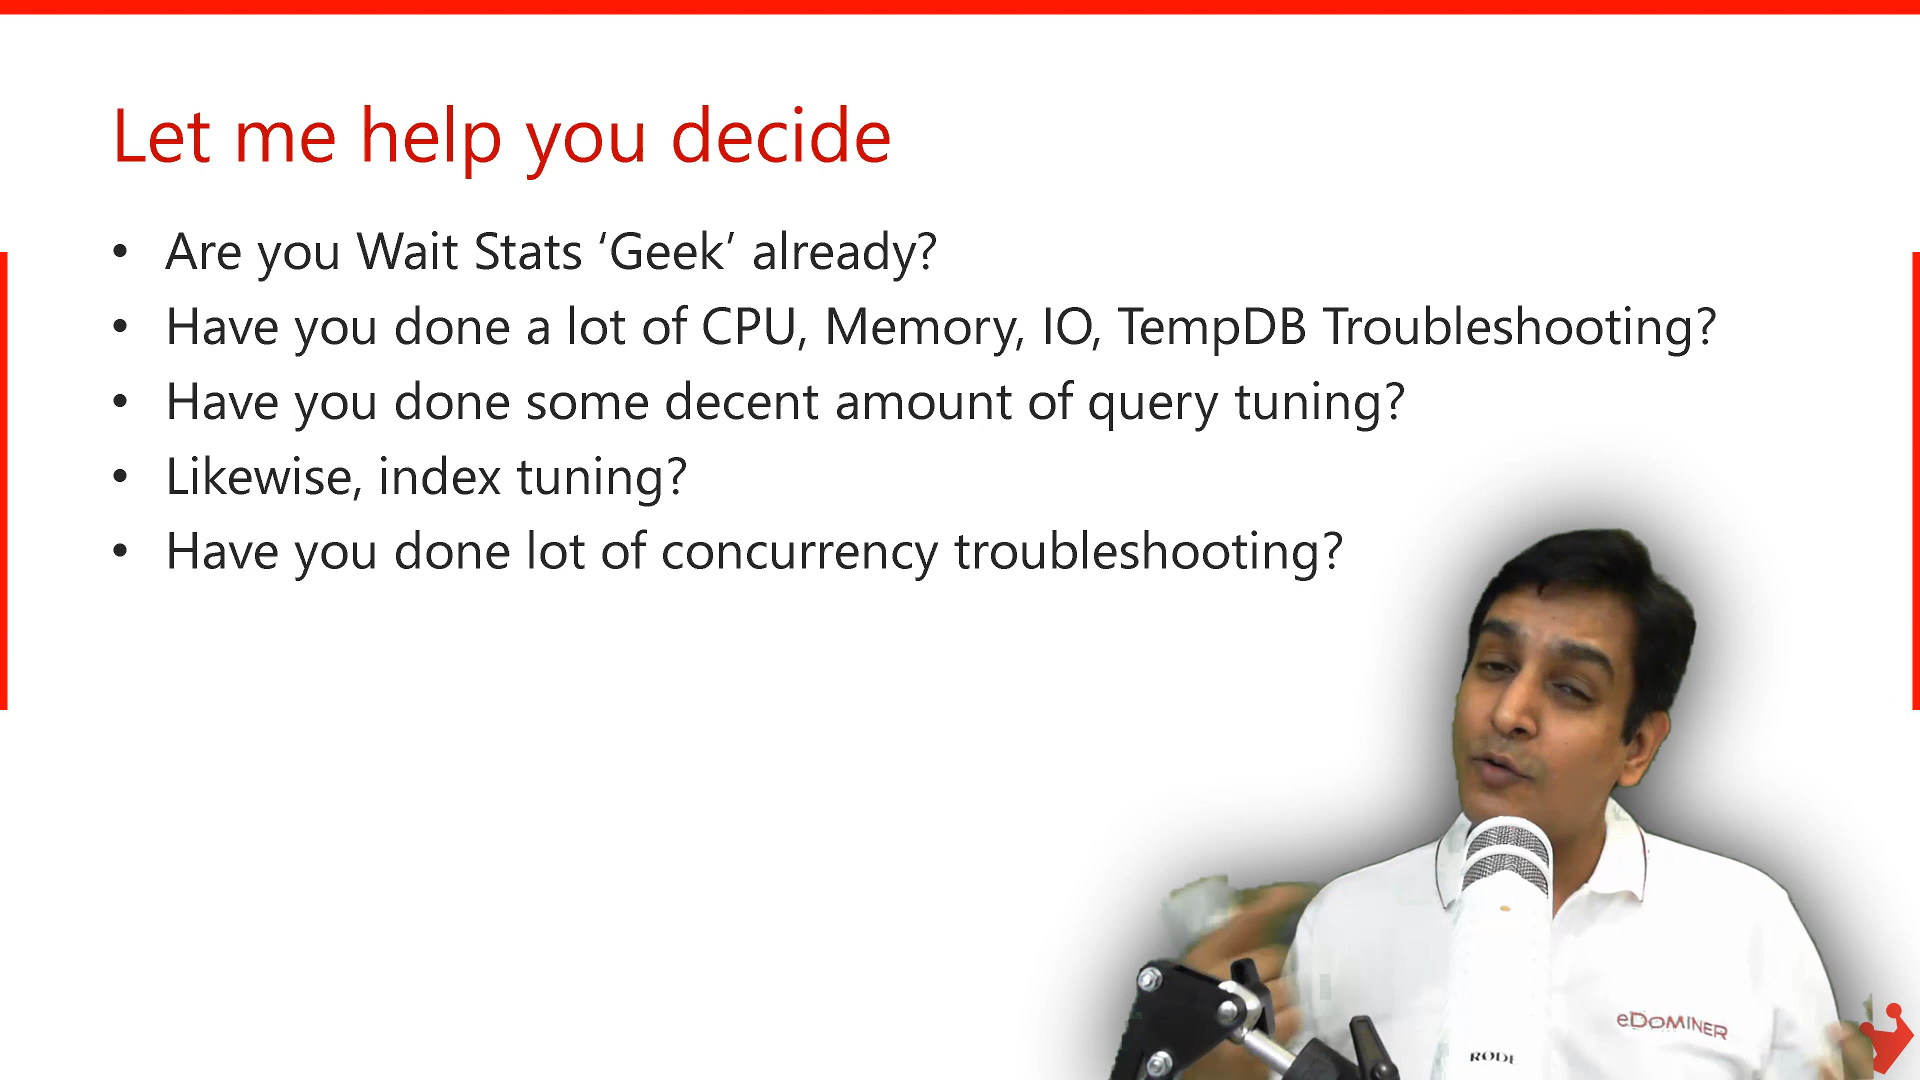 Let me help you decide
• Are you Wait Stats ‘Geek’ already?
• Have you done a lot of CPU, Memory, IO, TempDB Troubleshooting?
• Have you done some decent amount of query tuning?
• Likewise, index tuning?
• Have you done lot of concurrency troubleshooting?
eDOMINER
RODE